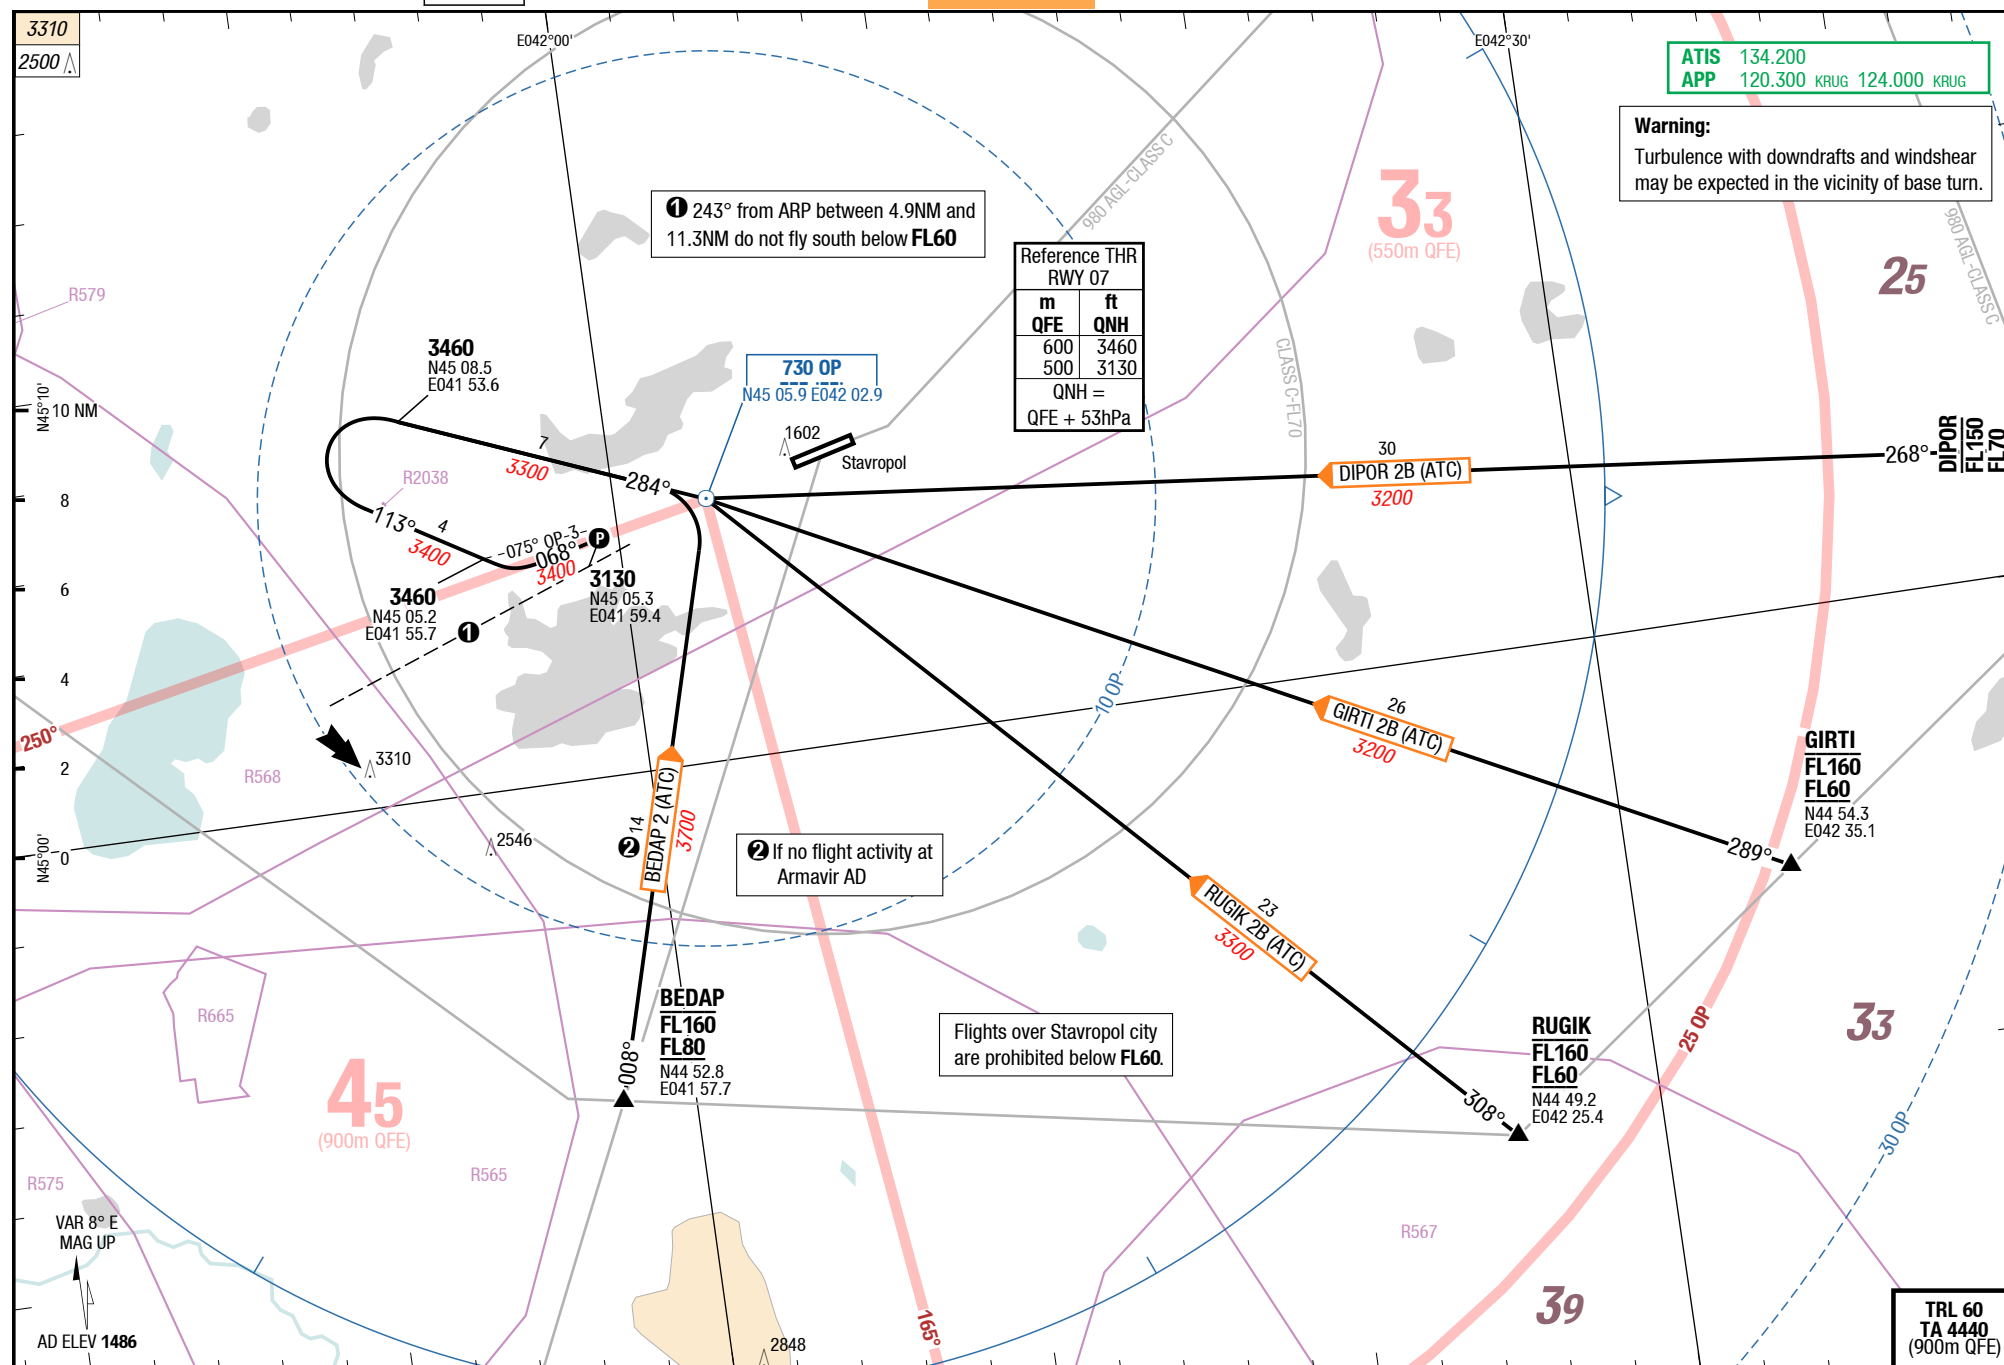 3310
2500
E042°00'
E042°30'
ATIS 134.200
APP 120.300 KRUG 124.000 KRUG
Warning:
Turbulence with downdrafts and windshear
may be expected in the vicinity of base turn.
980 AGL-CLASS C
980 AGL-CLASS C
33
(550m QFE)
25
❶ 243° from ARP between 4.9NM and
11.3NM do not fly south below FL60
Reference THR
RWY 07
m ft
QFE QNH
600 3460
500 3130
QNH =
QFE + 53hPa
R579
CLASS C-FL70
3460
N45 08.5
E041 53.6
730 OP
N45 05.9 E042 02.9
N45°10'
10 NM
8
6
4
2
0
N45°00'
1602
Stavropol
7
3300
284°
R2038
113°
4
3400
075° OP-3
068°
3400
P
3130
N45 05.3
E041 59.4
3460
N45 05.2
E041 55.7
❶
30
DIPOR 2B (ATC)
3200
268°
DIPOR
FL150
FL70
250°
R568
3310
2546
10 OP
26
GIRTI 2B (ATC)
3200
289°
GIRTI
FL160
FL60
N44 54.3
E042 35.1
❷ 14
BEDAP 2 (ATC)
3700
❷ If no flight activity at
Armavir AD
23
RUGIK 2B (ATC)
3300
308°
RUGIK
FL160
FL60
N44 49.2
E042 25.4
008°
BEDAP
FL160
FL80
N44 52.8
E041 57.7
Flights over Stavropol city
are prohibited below FL60.
R665
45
(900m QFE)
R565
R575
25 OP
33
30 OP
R567
39
165°
2848
VAR 8° E
MAG UP
AD ELEV 1486
TRL 60
TA 4440
(900m QFE)